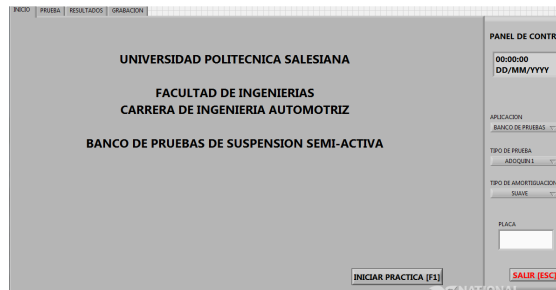 INICIO PRUEBA RESULTADOS GRABACION
UNIVERSIDAD POLITECNICA SALESIANA
FACULTAD DE INGENIERIAS
CARRERA DE INGENIERIA AUTOMOTRIZ
BANCO DE PRUEBAS DE SUSPENSION SEMI-ACTIVA
INICIAR PRACTICA [F1]
PANEL DE CONTR
00:00:00
DD/MM/YYYY
APLICACION
BANCO DE PRUEBAS
TIPO DE PRUEBA
ADOQUIN 1
TIPO DE AMORTIGUACION
SUAVE
PLACA
SALIR [ESC]
NATIONAL